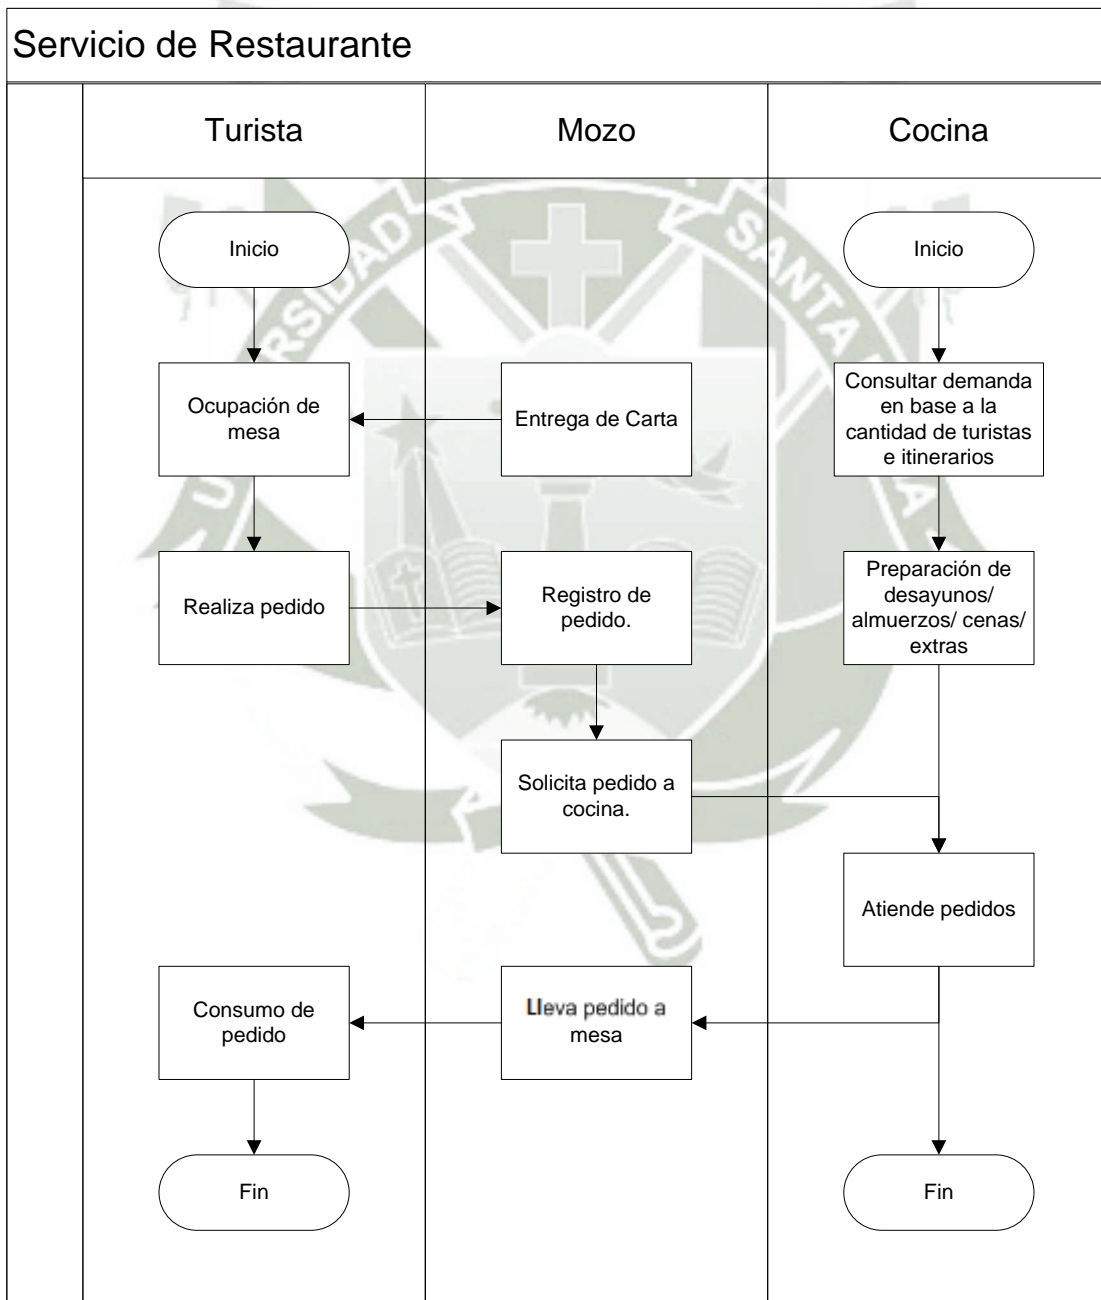 Servicio de Restaurante
Turista
Mozo
Cocina
Inicio
Inicio
Ocupación de
mesa
Entrega de Carta
Consultar demanda
en base a la
cantidad de turistas
e itinerarios
Realiza pedido
Registro de
pedido.
Preparación de
desayunos/
almuerzos/ cenas/
extras
Solicita pedido a
cocina.
Atiende pedidos
Consumo de
pedido
Lleva pedido a
mesa
Fin
Fin
SANTA